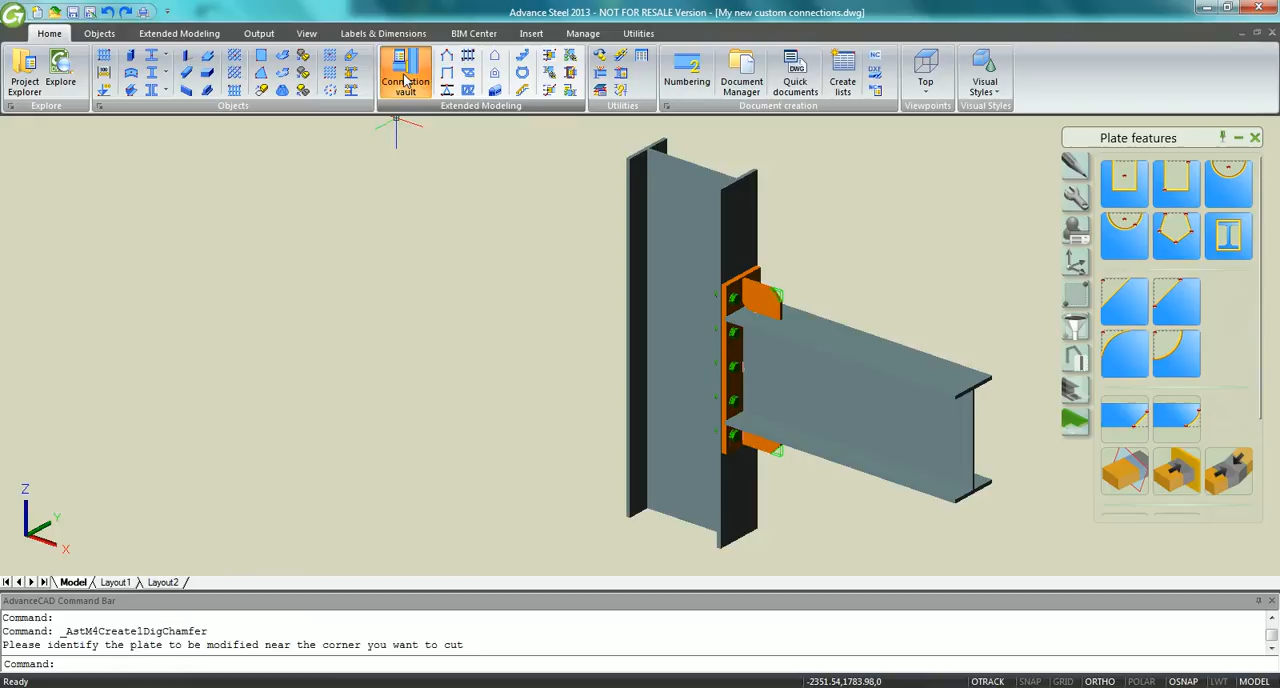 Advance Steel 2013 - NOT FOR RESALE Version - [My new custom connections.dwg]
Home Objects Extended Modeling Output View Labels & Dimensions BIM Center Insert Manage Utilities
Project Explorer
Explore
Connection vault
Numbering
Document Manager
Quick documents
Create lists
Top
Visual Styles
Explore Objects Extended Modeling Utilities Document creation Viewpoints Visual Styles
Plate features
Z
Y
X
Model Layout1 Layout2
AdvanceCAD Command Bar
Command:
Command: _AstM4Create1DigChamfer
Please identify the plate to be modified near the corner you want to cut
Command:
Ready
-2351.54,1783.98,0 OTRACK SNAP GRID ORTHO POLAR OSNAP LWT MODEL